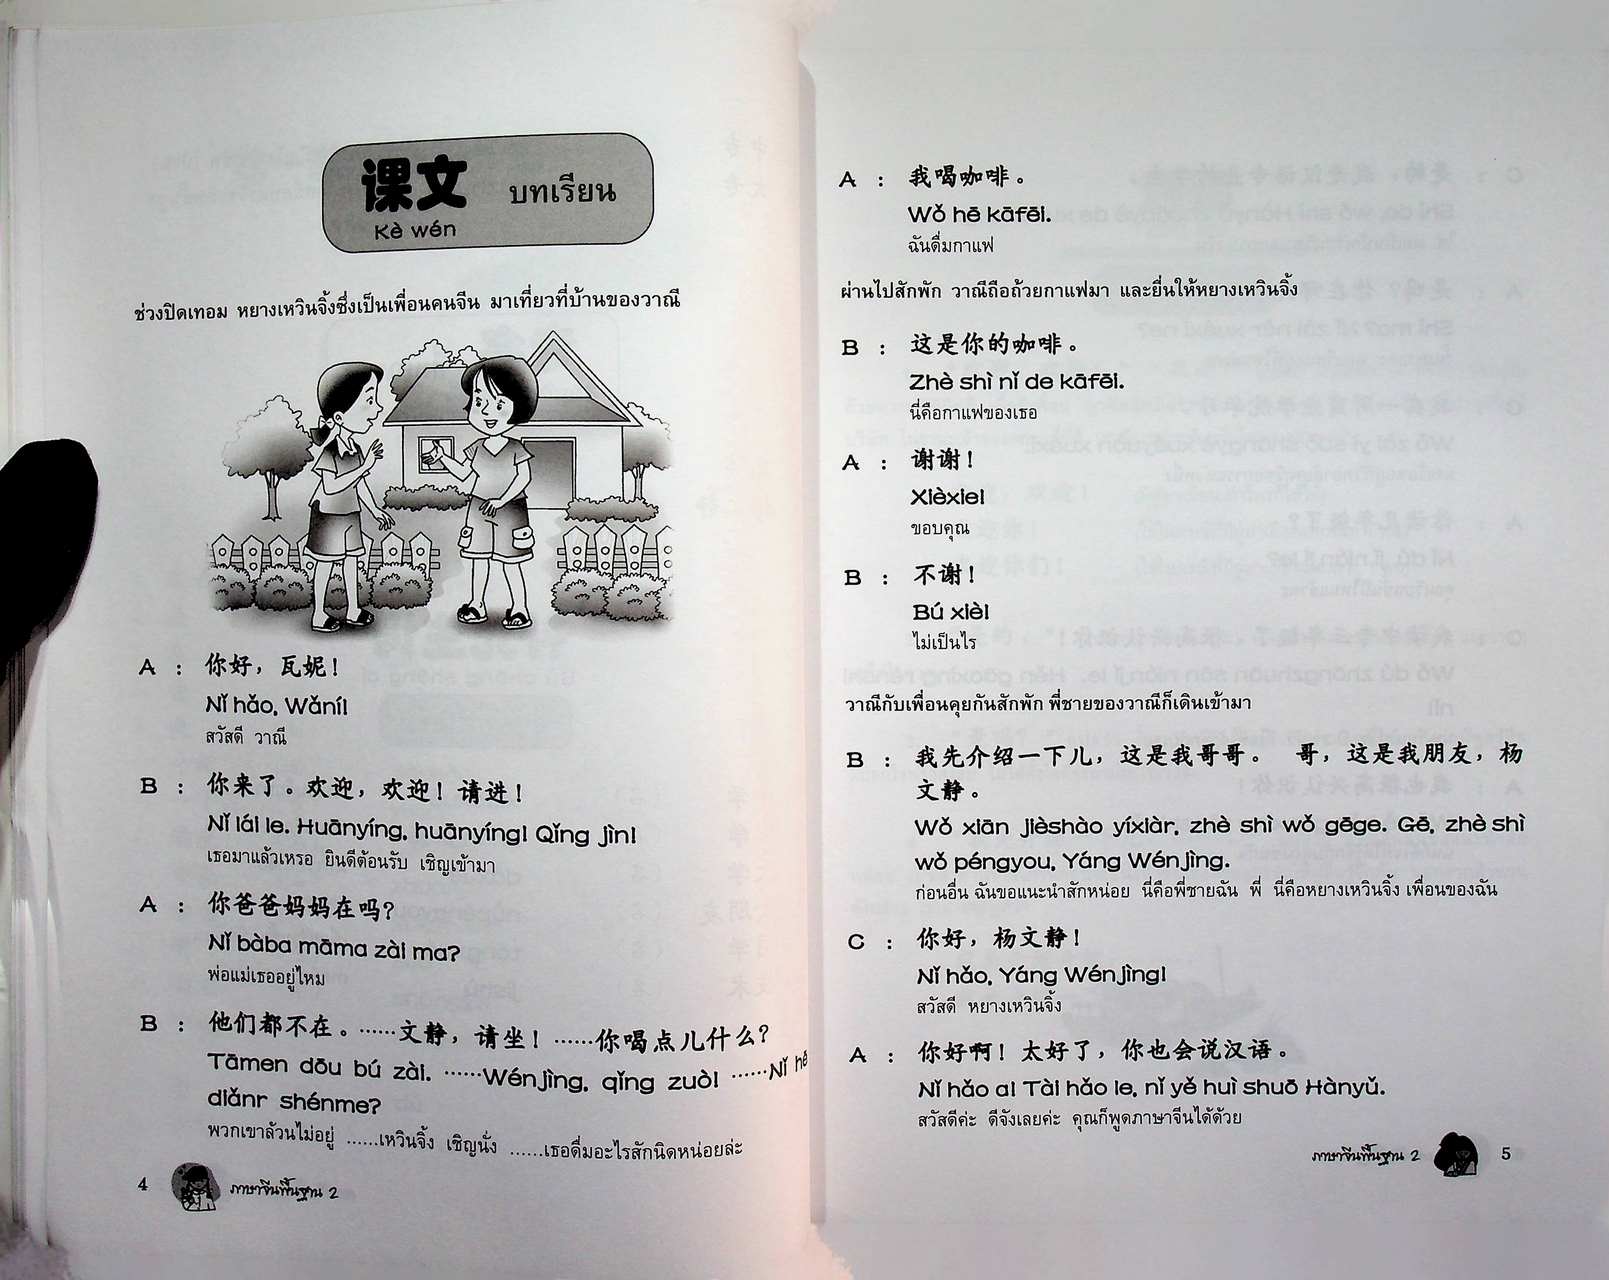 课文 บทเรียน
Kè wén
ช่วงปิดเทอม หยางเหวินจิ้งซึ่งเป็นเพื่อนคนจีน มาเที่ยวที่บ้านของวาณี
A : 你好，瓦妮！
Nǐ hǎo, Wǎní!
สวัสดี วาณี
B : 你来了。欢迎，欢迎！请进！
Nǐ lái le. Huānyíng, huānyíng! Qǐng jìn!
เธอมาแล้วเหรอ ยินดีต้อนรับ เชิญเข้ามา
A : 你爸爸妈妈在吗？
Nǐ bàba māma zài ma?
พ่อแม่เธออยู่ไหม
B : 他们都不在。……文静，请坐！……你喝点儿什么？
Tāmen dōu bú zài. ……Wénjìng, qǐng zuò! ……Nǐ hē
diǎnr shénme?
พวกเขาล้วนไม่อยู่ ……เหวินจิ้ง เชิญนั่ง ……เธอดื่มอะไรสักนิดหน่อยล่ะ
4 ภาษาจีนพื้นฐาน 2
A : 我喝咖啡。
Wǒ hē kāfēi.
ฉันดื่มกาแฟ
ผ่านไปสักพัก วาณีถือถ้วยกาแฟมา และยื่นให้หยางเหวินจิ้ง
B : 这是你的咖啡。
Zhè shì nǐ de kāfēi.
นี่คือกาแฟของเธอ
A : 谢谢！
Xièxie!
ขอบคุณ
B : 不谢！
Bú xiè!
ไม่เป็นไร
วาณีกับเพื่อนคุยกันสักพัก พี่ชายของวาณีก็เดินเข้ามา
B : 我先介绍一下儿，这是我哥哥。 哥，这是我朋友，杨
文静。
Wǒ xiān jièshào yíxiàr, zhè shì wǒ gēge. Gē, zhè shì
wǒ péngyou, Yáng Wénjìng.
ก่อนอื่น ฉันขอแนะนำสักหน่อย นี่คือพี่ชายฉัน พี่ นี่คือหยางเหวินจิ้ง เพื่อนของฉัน
C : 你好，杨文静！
Nǐ hǎo, Yáng Wénjìng!
สวัสดี หยางเหวินจิ้ง
A : 你好啊！太好了，你也会说汉语。
Nǐ hǎo a! Tài hǎo le, nǐ yě huì shuō Hànyǔ.
สวัสดีค่ะ ดีจังเลยค่ะ คุณก็พูดภาษาจีนได้ด้วย
ภาษาจีนพื้นฐาน 2 5